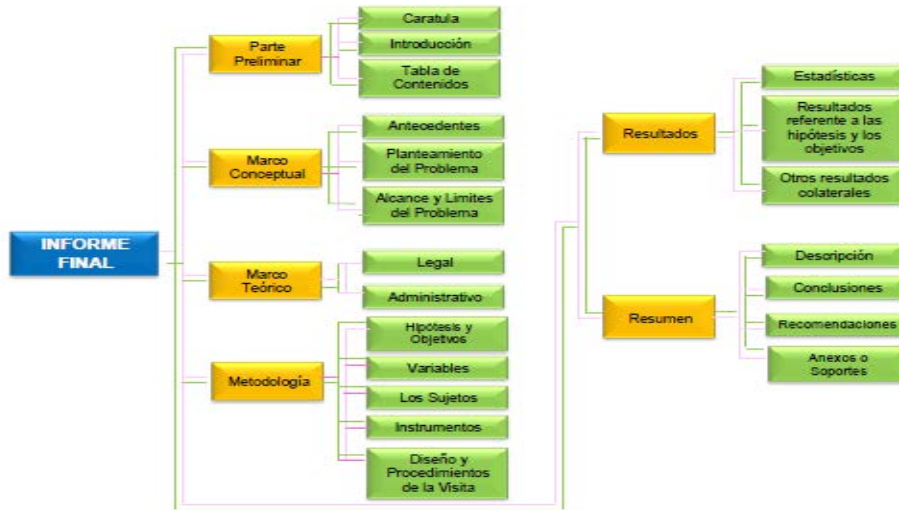 INFORME
FINAL
Parte
Preliminar
Caratula
Introducción
Tabla de
Contenidos
Marco
Conceptual
Antecedentes
Planteamiento
del Problema
Alcance y Limites
del Problema
Marco
Teórico
Legal
Administrativo
Metodología
Hipótesis y
Objetivos
Variables
Los Sujetos
Instrumentos
Diseño y
Procedimientos
de la Visita
Resultados
Estadísticas
Resultados
referente a las
hipótesis y los
objetivos
Otros resultados
colaterales
Resumen
Descripción
Conclusiones
Recomendaciones
Anexos o
Soportes